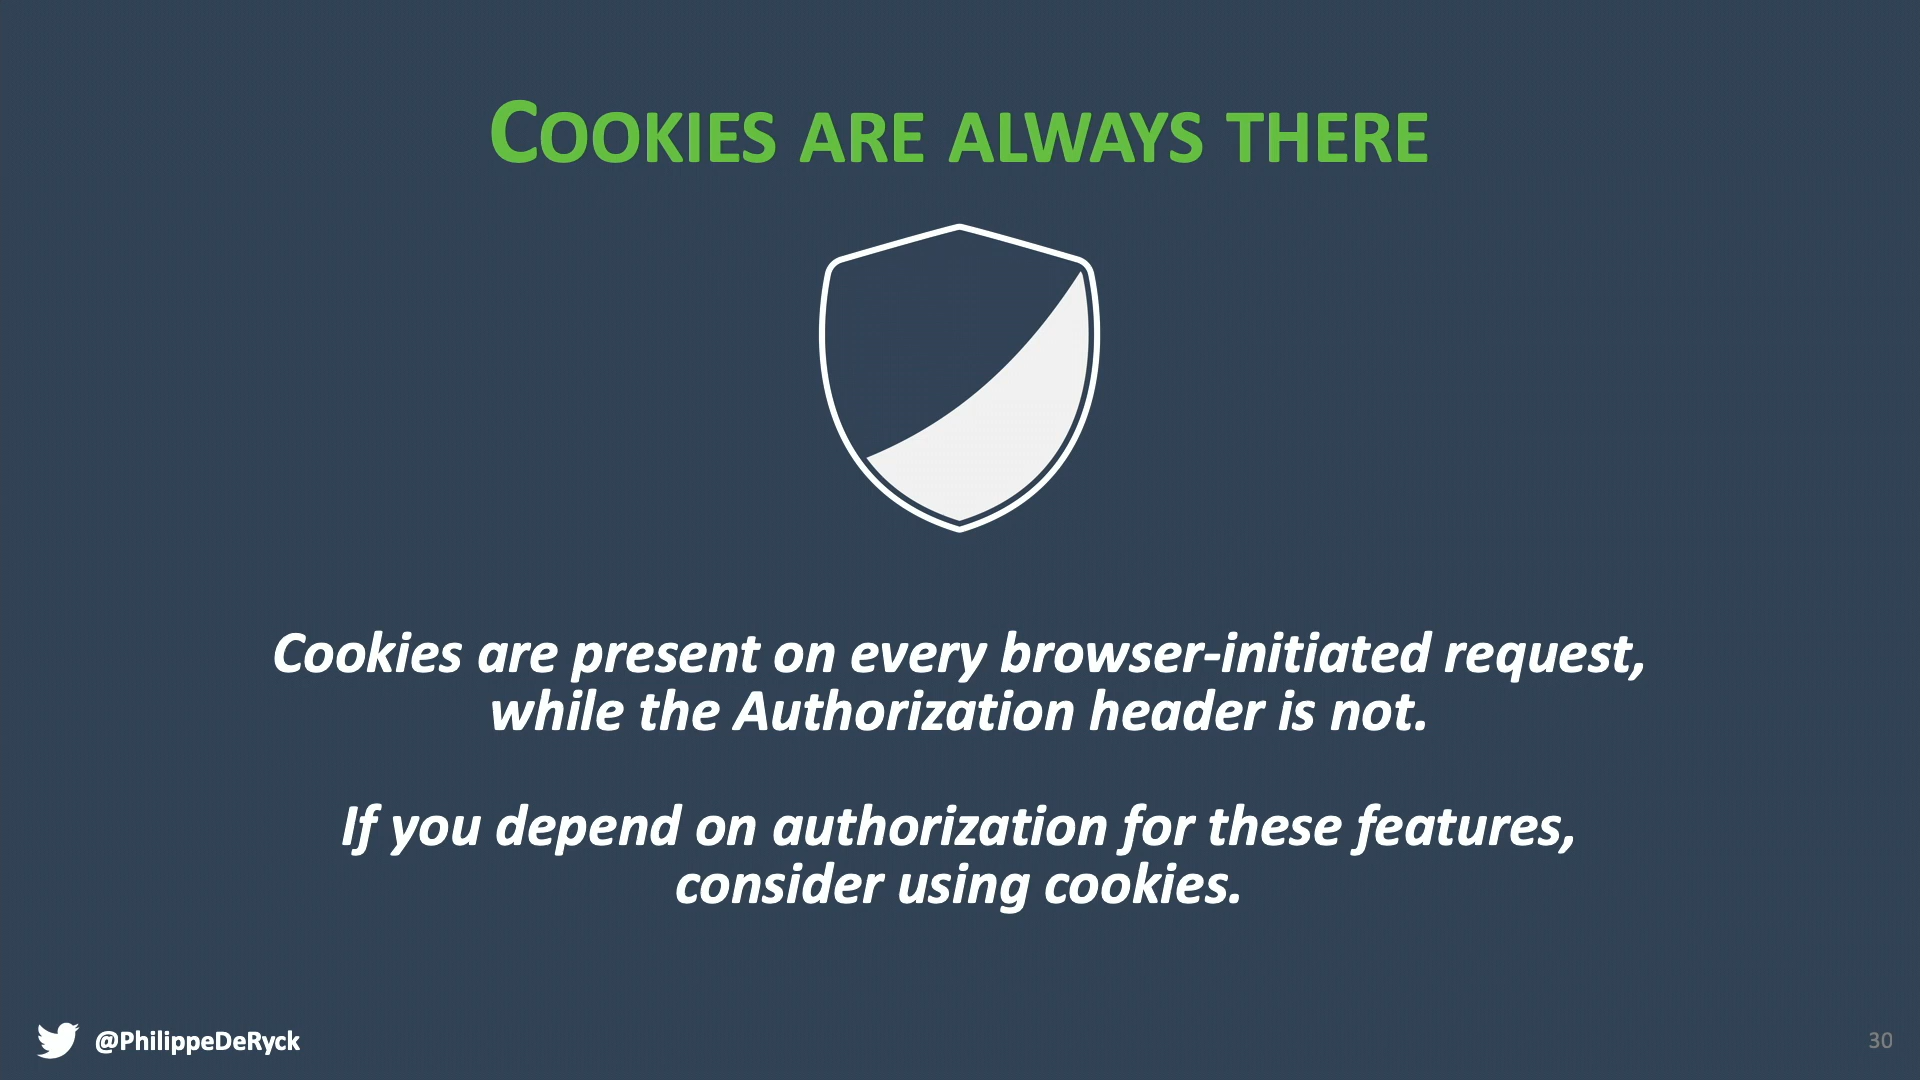 COOKIES ARE ALWAYS THERE
Cookies are present on every browser-initiated request,
while the Authorization header is not.
If you depend on authorization for these features,
consider using cookies.
@PhilippeDeRyck
30